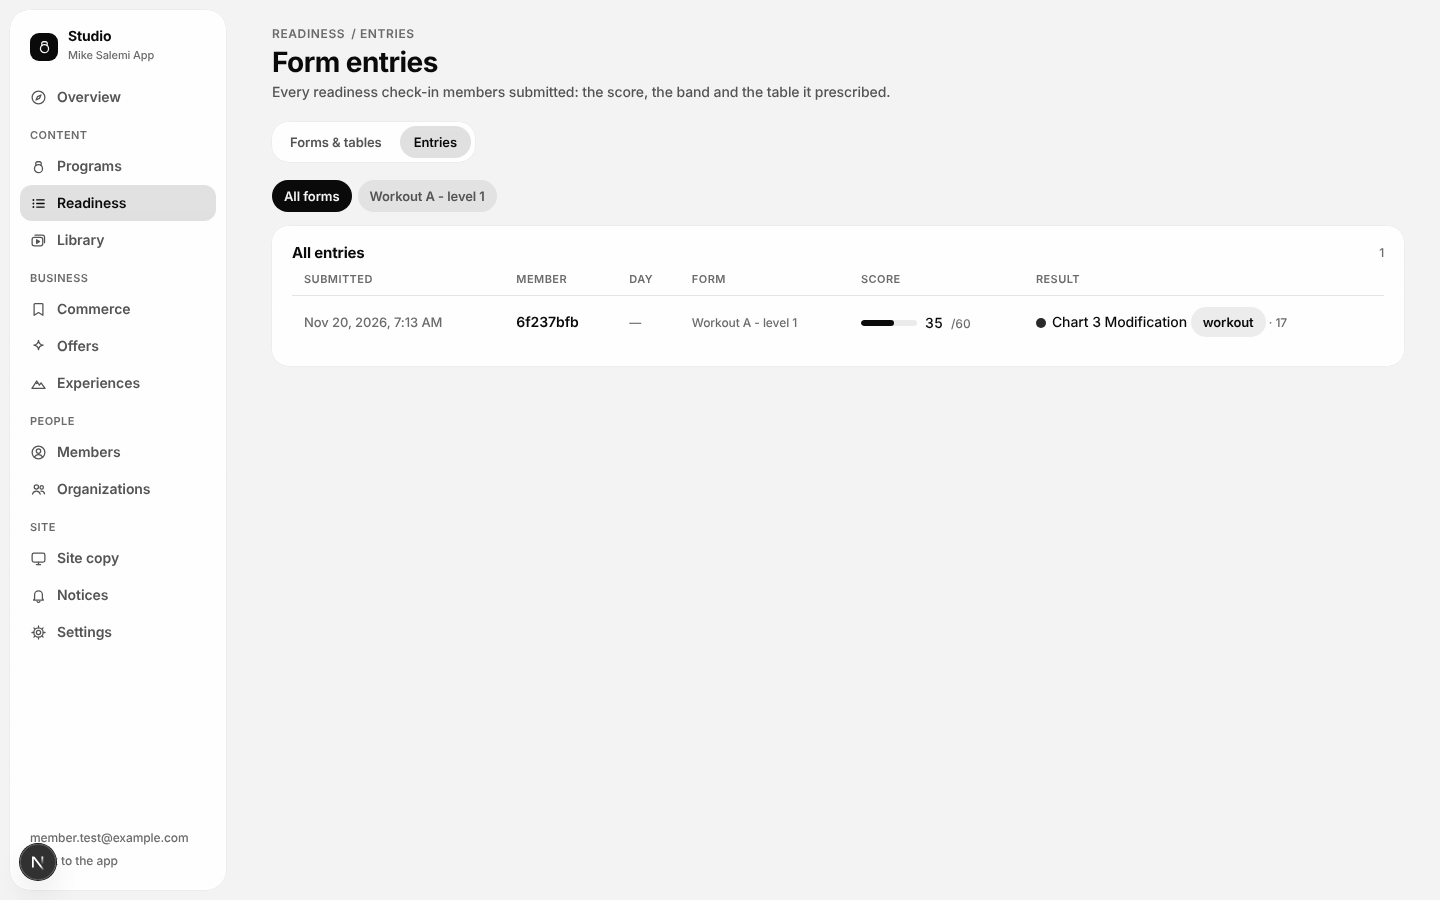 Studio
Mike Salemi App
Overview
CONTENT
Programs
Readiness
Library
BUSINESS
Commerce
Offers
Experiences
PEOPLE
Members
Organizations
SITE
Site copy
Notices
Settings
member.test@example.com
to the app
N
READINESS / ENTRIES
Form entries
Every readiness check-in members submitted: the score, the band and the table it prescribed.
Forms & tables Entries
All forms Workout A - level 1
All entries 1
SUBMITTED MEMBER DAY FORM SCORE RESULT
Nov 20, 2026, 7:13 AM 6f237bfb — Workout A - level 1 35 /60 Chart 3 Modification workout · 17